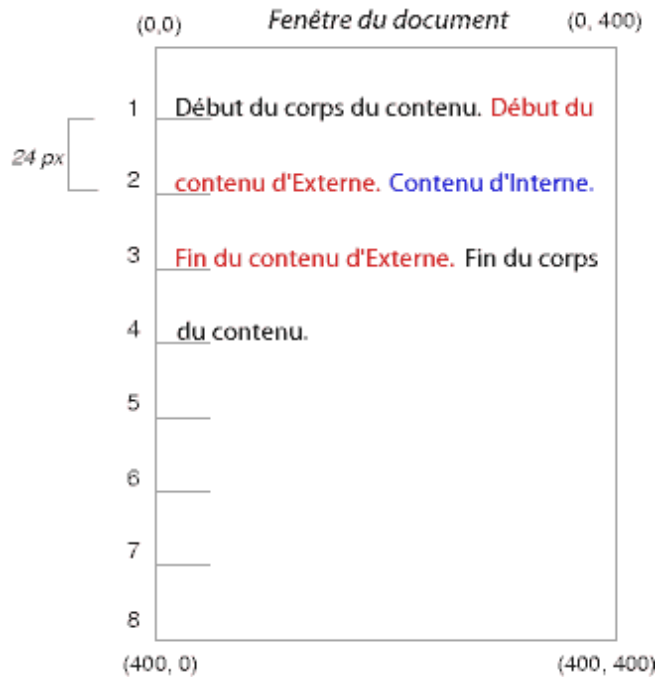 (0,0) Fenêtre du document (0, 400)
1 Début du corps du contenu. Début du
24 px
2 contenu d'Externe. Contenu d'Interne.
3 Fin du contenu d'Externe. Fin du corps
4 du contenu.
5
6
7
8
(400, 0) (400, 400)